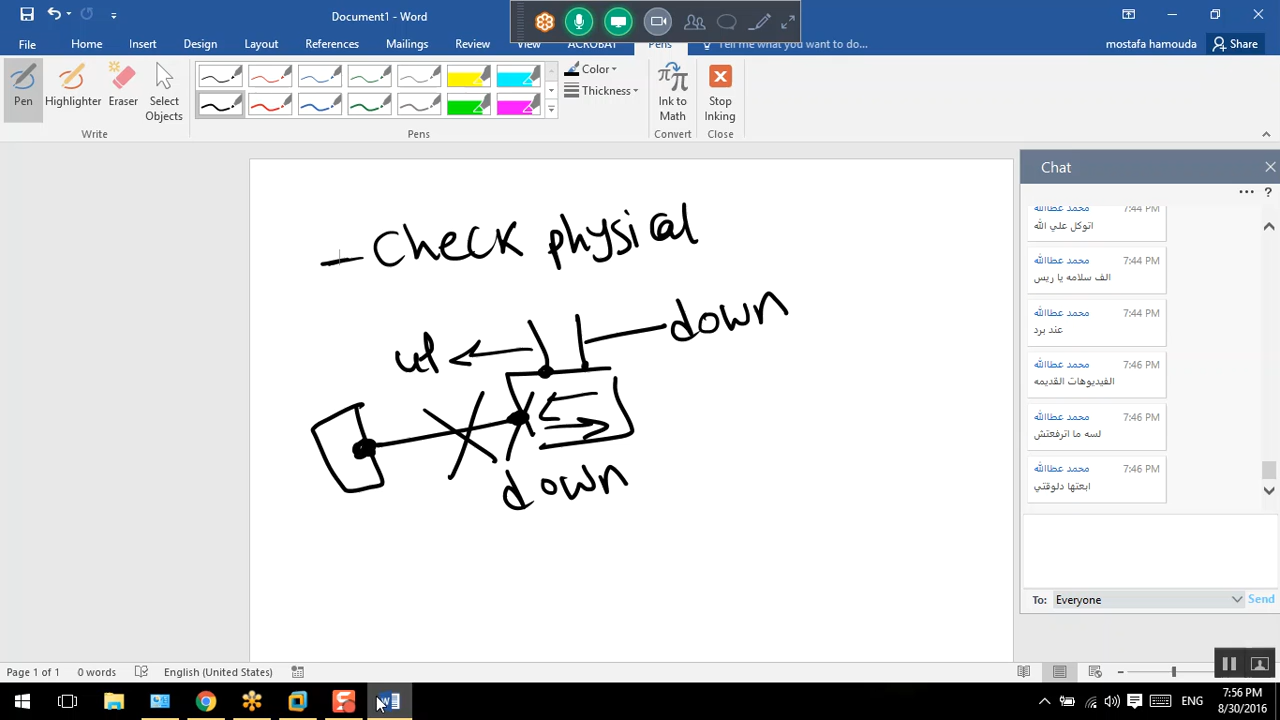 Document1 - Word
File
Home
Insert
Design
Layout
References
Mailings
Review
View
ACROBAT
Pens
Tell me what you want to do...
mostafa hamouda
Share
Pen
Highlighter
Eraser
Select
Objects
Color
Thickness
Ink to
Math
Stop
Inking
Write
Pens
Convert
Close
- Check physical
up
down
down
Chat
محمد عطاالله 7:44 PM
اتوكل علي الله
محمد عطاالله 7:44 PM
الف سلامه يا ريس
محمد عطاالله 7:44 PM
عند برد
محمد عطاالله 7:46 PM
الفيديوهات القديمه
محمد عطاالله 7:46 PM
لسه ما اترفعتش
محمد عطاالله 7:46 PM
ابعتها دلوقتي
To: Everyone
Send
Page 1 of 1
0 words
English (United States)
ENG
7:56 PM
8/30/2016